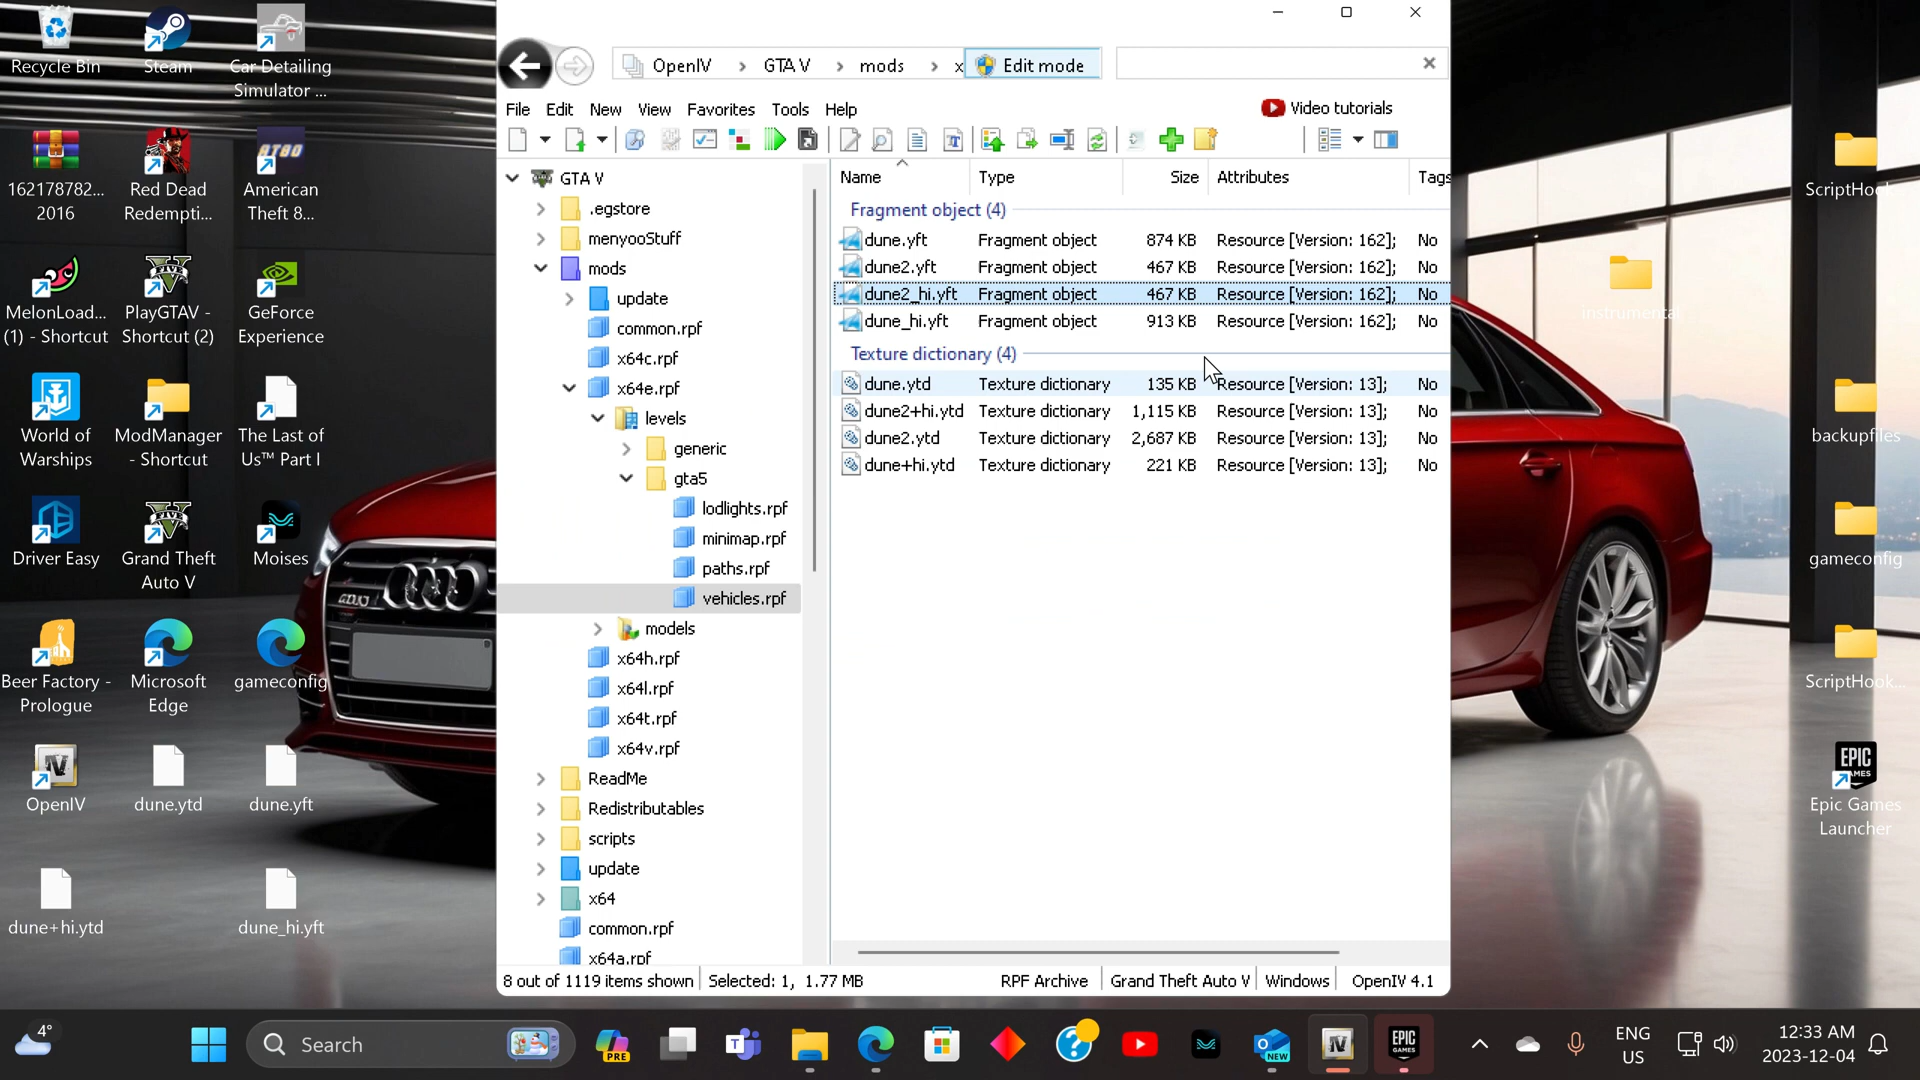 Recycle Bin
Steam
Car Detailing
Simulator ...
162178782...
2016
Red Dead
Redempti...
American
Theft 8...
MelonLoad...
(1) - Shortcut
PlayGTAV -
Shortcut (2)
GeForce
Experience
World of
Warships
ModManager
- Shortcut
The Last of
Us™ Part I
Driver Easy
Grand Theft
Auto V
Moises
Beer Factory -
Prologue
Microsoft
Edge
gameconfig
OpenIV
dune.ytd
dune.yft
dune+hi.ytd
dune_hi.yft
OpenIV > GTA V > mods > x Edit mode
File Edit New View Favorites Tools Help
Video tutorials
GTA V
.egstore
menyooStuff
mods
update
common.rpf
x64c.rpf
x64e.rpf
levels
generic
gta5
lodlights.rpf
minimap.rpf
paths.rpf
vehicles.rpf
models
x64h.rpf
x64l.rpf
x64t.rpf
x64v.rpf
ReadMe
Redistributables
scripts
update
x64
common.rpf
x64a.rpf
Name Type Size Attributes Tags
Fragment object (4)
dune.yft Fragment object 874 KB Resource [Version: 162]; No
dune2.yft Fragment object 467 KB Resource [Version: 162]; No
dune2_hi.yft Fragment object 467 KB Resource [Version: 162]; No
dune_hi.yft Fragment object 913 KB Resource [Version: 162]; No
Texture dictionary (4)
dune.ytd Texture dictionary 135 KB Resource [Version: 13]; No
dune2+hi.ytd Texture dictionary 1,115 KB Resource [Version: 13]; No
dune2.ytd Texture dictionary 2,687 KB Resource [Version: 13]; No
dune+hi.ytd Texture dictionary 221 KB Resource [Version: 13]; No
8 out of 1119 items shown Selected: 1, 1.77 MB RPF Archive Grand Theft Auto V Windows OpenIV 4.1
ScriptHoo
instrumental
backupfiles
gameconfig
ScriptHook...
EPIC
GAMES
Epic Games
Launcher
4°
Search
PRE
NEW
EPIC
GAMES
ENG
US
12:33 AM
2023-12-04